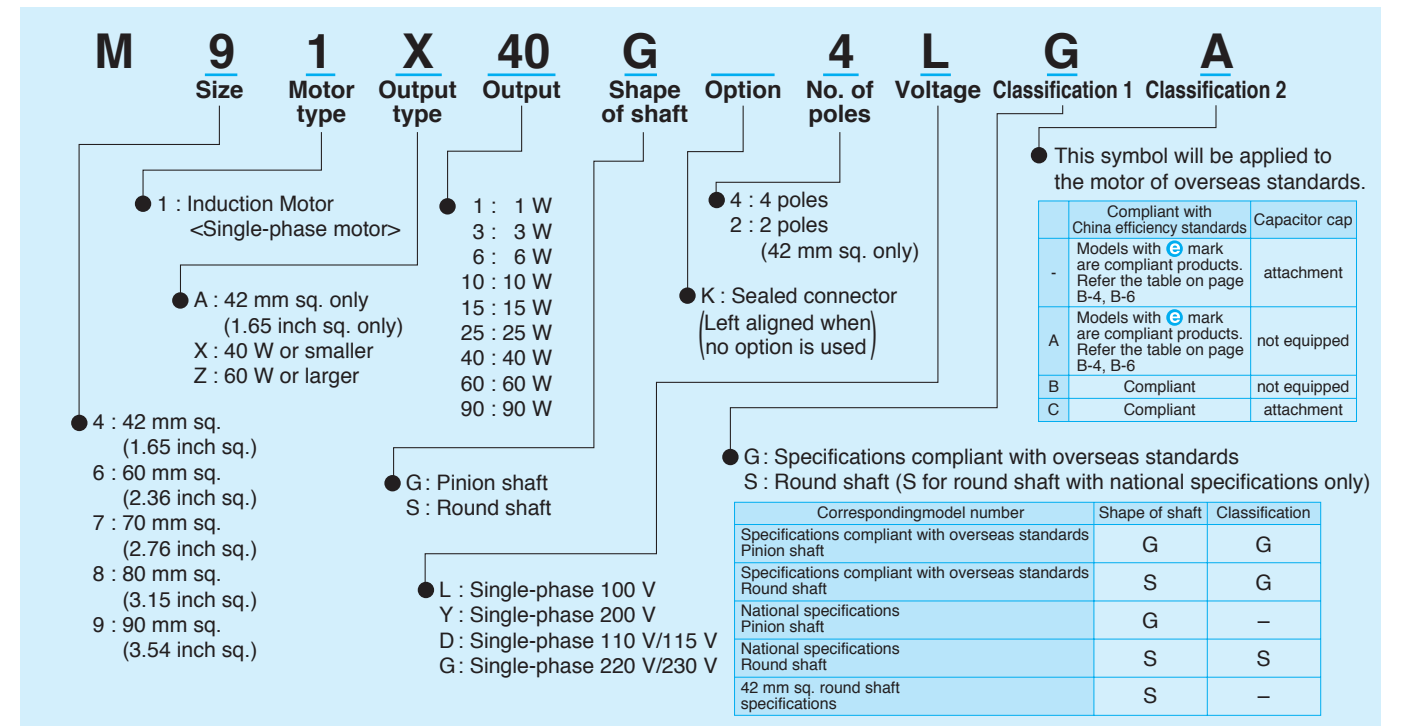 M 9 1 X 40 G 4 L G A
Size Motor type Output type Output Shape of shaft Option No. of poles Voltage Classification 1 Classification 2
This symbol will be applied to
the motor of overseas standards.
Compliant with China efficiency standards Capacitor cap
- Models with e mark are compliant products. Refer the table on page B-4, B-6 attachment
A Models with e mark are compliant products. Refer the table on page B-4, B-6 not equipped
B Compliant not equipped
C Compliant attachment
1 : Induction Motor
<Single-phase motor>
A : 42 mm sq. only
(1.65 inch sq. only)
X : 40 W or smaller
Z : 60 W or larger
1 : 1 W
3 : 3 W
6 : 6 W
10 : 10 W
15 : 15 W
25 : 25 W
40 : 40 W
60 : 60 W
90 : 90 W
4 : 4 poles
2 : 2 poles
(42 mm sq. only)
K : Sealed connector
(Left aligned when
no option is used)
4 : 42 mm sq.
(1.65 inch sq.)
6 : 60 mm sq.
(2.36 inch sq.)
7 : 70 mm sq.
(2.76 inch sq.)
8 : 80 mm sq.
(3.15 inch sq.)
9 : 90 mm sq.
(3.54 inch sq.)
G : Pinion shaft
S : Round shaft
L : Single-phase 100 V
Y : Single-phase 200 V
D : Single-phase 110 V/115 V
G : Single-phase 220 V/230 V
G : Specifications compliant with overseas standards
S : Round shaft (S for round shaft with national specifications only)
Correspondingmodel number Shape of shaft Classification
Specifications compliant with overseas standards Pinion shaft G G
Specifications compliant with overseas standards Round shaft S G
National specifications Pinion shaft G –
National specifications Round shaft S S
42 mm sq. round shaft specifications S –